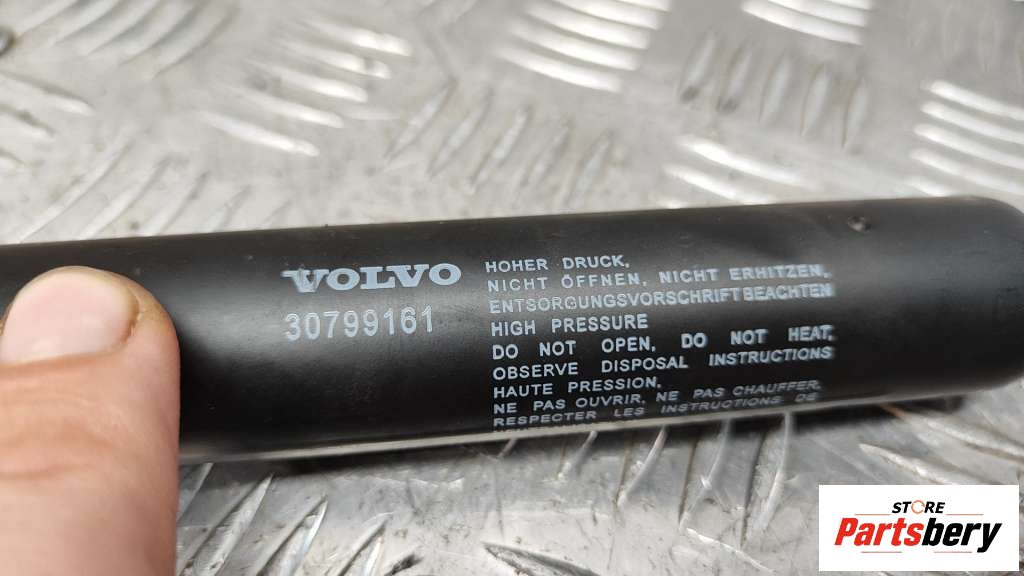 VOLVO
30799161
HOHER DRUCK,
NICHT ÖFFNEN, NICHT ERHITZEN,
ENTSORGUNGSVORSCHRIFT BEACHTEN
HIGH PRESSURE
DO NOT OPEN, DO NOT HEAT,
OBSERVE DISPOSAL INSTRUCTIONS
HAUTE PRESSION,
NE PAS OUVRIR, NE PAS CHAUFFER,
RESPECTER LES INSTRUCTIONS DE
STORE
Partsbery